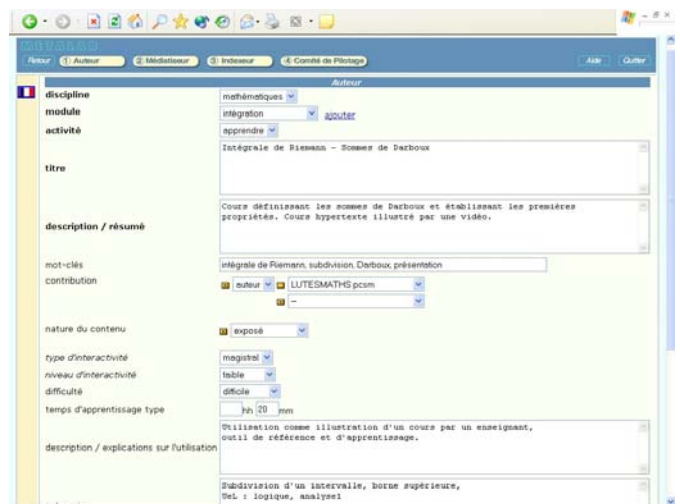 METALAB
Retour 1 Auteur 2 Médiatiseur 3 Indexeur 4 Comité de Pilotage Aide Quitter
Auteur
discipline mathématiques
module intégration ajouter
activité apprendre
titre Intégrale de Riemann - Sommes de Darboux
description / résumé Cours définissant les sommes de Darboux et établissant les premières
propriétés. Cours hypertexte illustré par une vidéo.
mot-clés intégrale de Riemann, subdivision, Darboux, présentation
contribution auteur LUTESMATHS pcsm
--
nature du contenu exposé
type d'interactivité magistral
niveau d'interactivité faible
difficulté difficile
temps d'apprentissage type hh 20 mm
description / explications sur l'utilisation Utilisation comme illustration d'un cours par un enseignant,
outil de référence et d'apprentissage.
Subdivision d'un intervalle, borne supérieure,
UeL : logique, analyse1